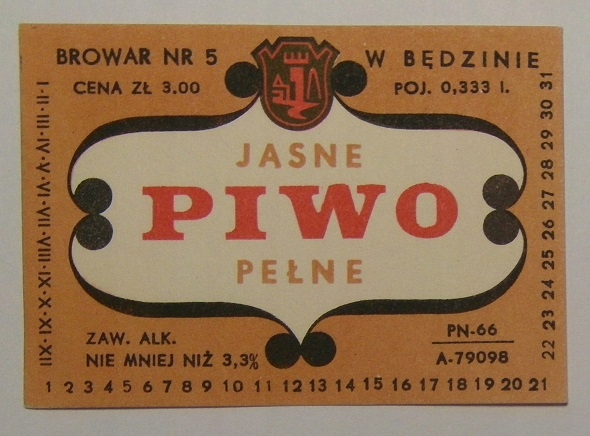 BROWAR NR 5 W BĘDZINIE
CENA ZŁ 3.00 POJ. 0,333 l.
JASNE
PIWO
PEŁNE
ZAW. ALK.
NIE MNIEJ NIŻ 3,3%
PN-66
A-79098
I·II·III·IV·V·VI·VII·VIII·IX·X·XI·XII
1 2 3 4 5 6 7 8 9 10 11 12 13 14 15 16 17 18 19 20 21
22 23 24 25 26 27 28 29 30 31